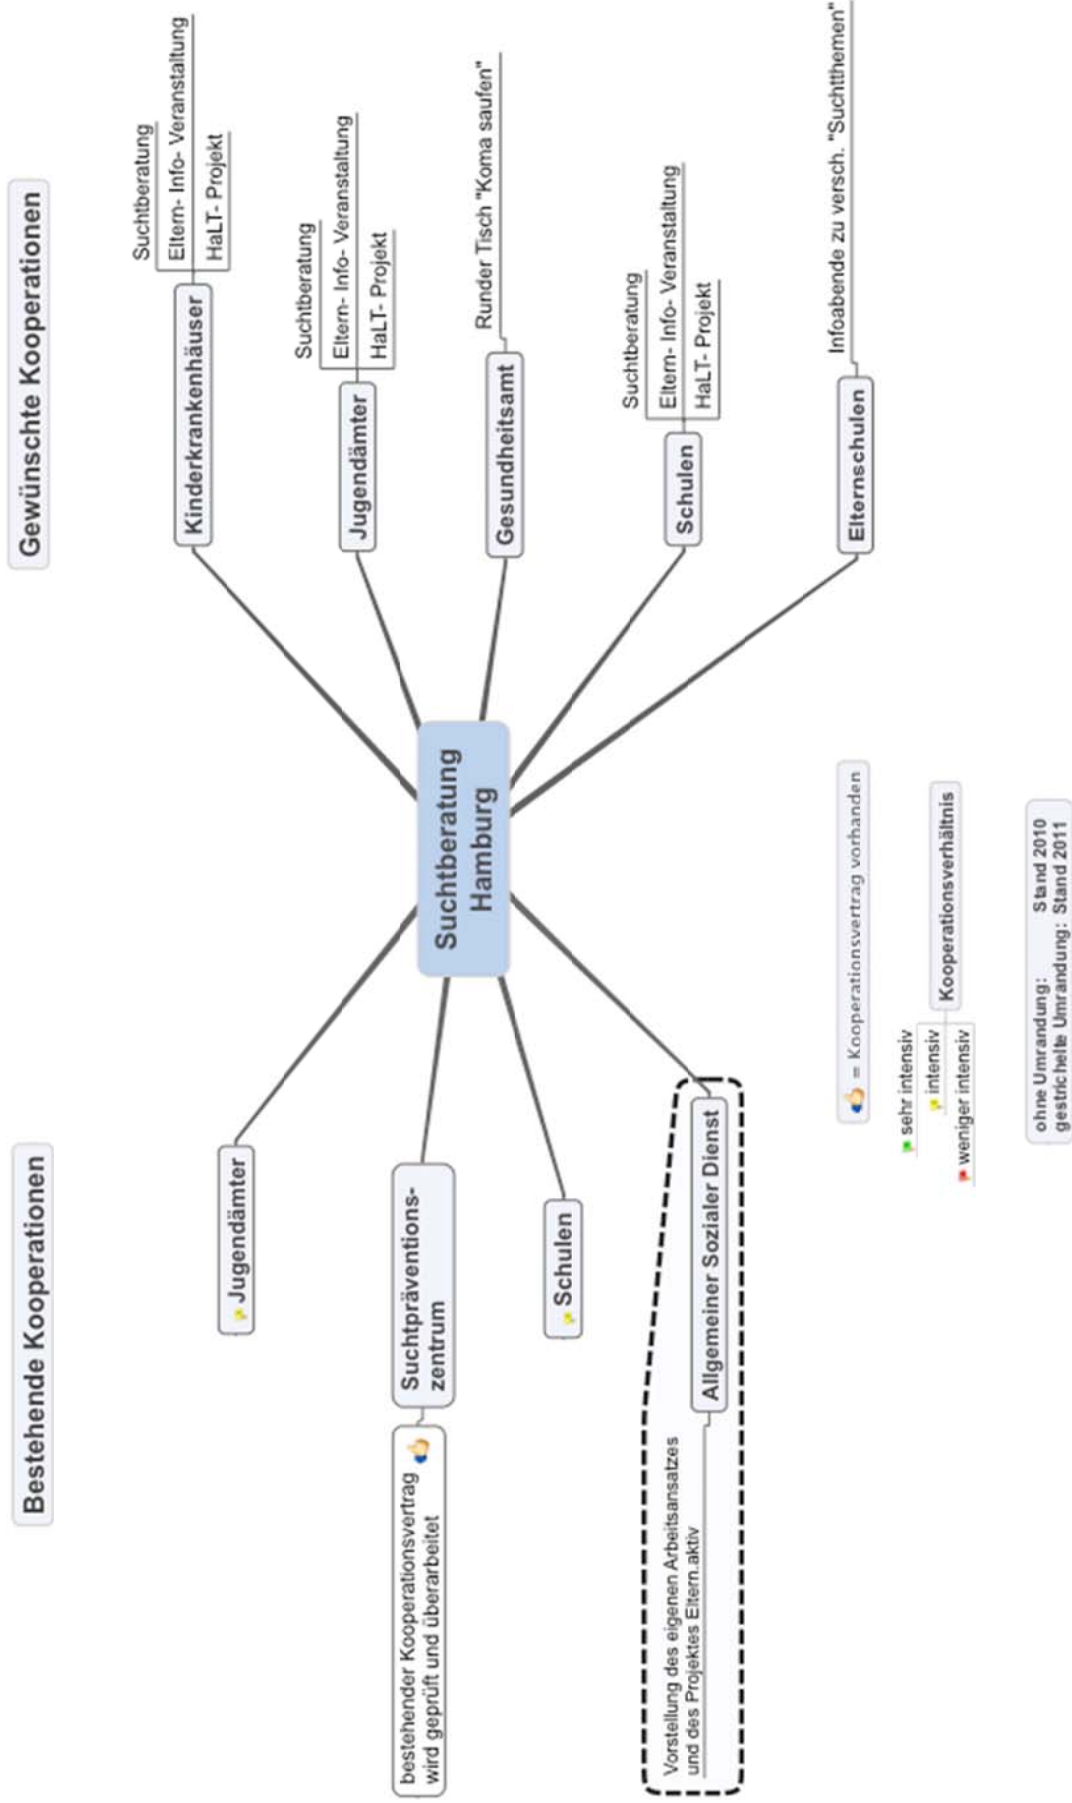 Bestehende Kooperationen
Gewünschte Kooperationen
Suchtberatung
Hamburg
Jugendämter
Suchtpräventions-
zentrum
bestehender Kooperationsvertrag
wird geprüft und überarbeitet
Schulen
Allgemeiner Sozialer Dienst
Vorstellung des eigenen Arbeitsansatzes
und des Projektes Eltern.aktiv
Kinderkrankenhäuser
Suchtberatung
Eltern- Info- Veranstaltung
HaLT- Projekt
Jugendämter
Suchtberatung
Eltern- Info- Veranstaltung
HaLT- Projekt
Gesundheitsamt
Runder Tisch "Koma saufen"
Schulen
Suchtberatung
Eltern- Info- Veranstaltung
HaLT- Projekt
Elternschulen
Infoabende zu versch. "Suchtthemen"
= Kooperationsvertrag vorhanden
sehr intensiv
intensiv
weniger intensiv
Kooperationsverhältnis
ohne Umrandung: Stand 2010
gestrichelte Umrandung: Stand 2011